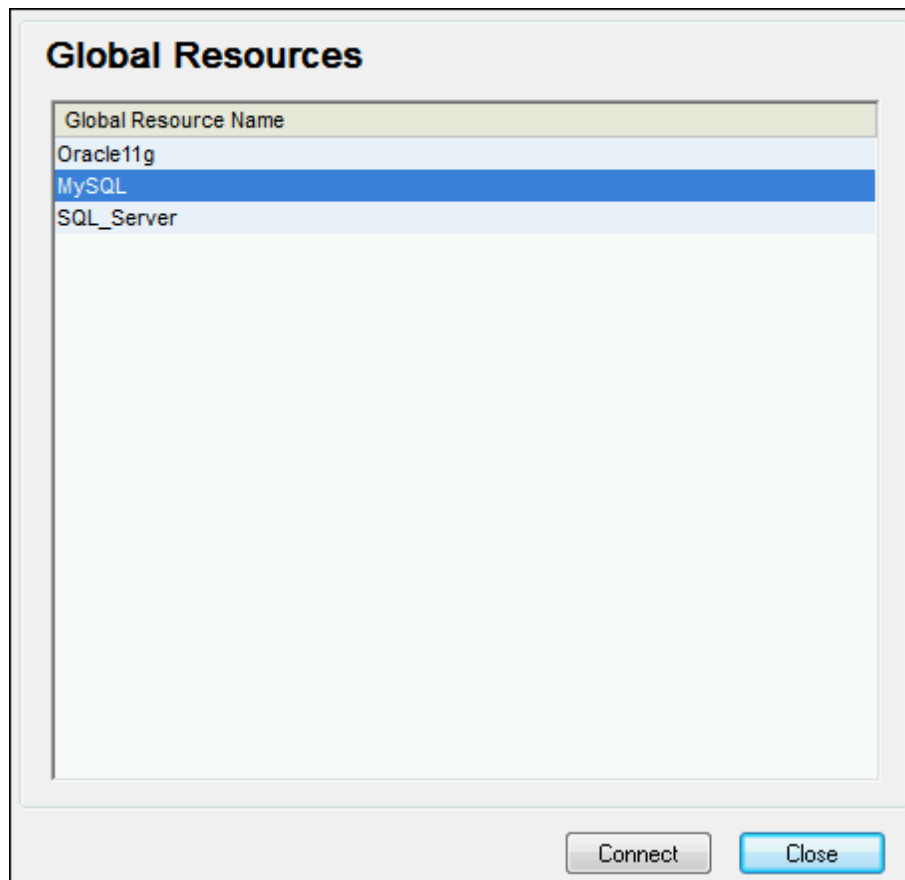 Global Resources
Global Resource Name
Oracle11g
MySQL
SQL_Server
Connect Close